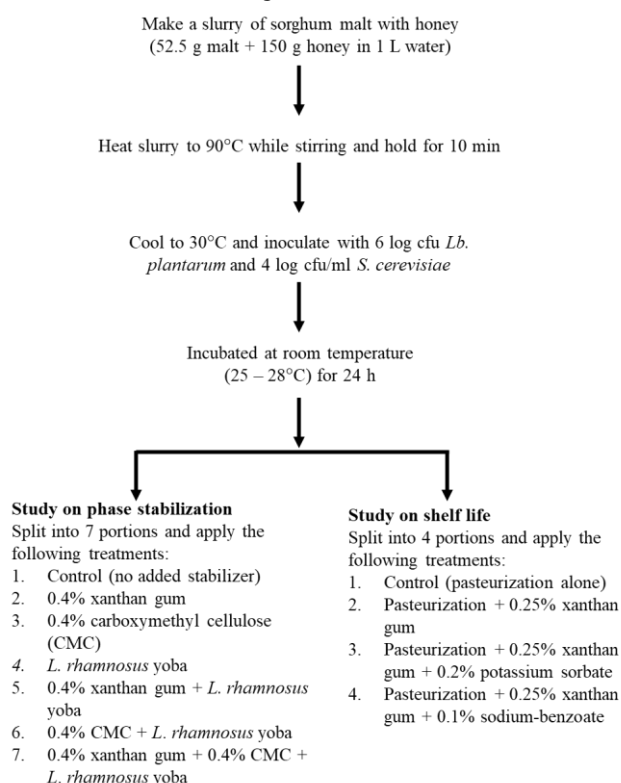 Make a slurry of sorghum malt with honey
(52.5 g malt + 150 g honey in 1 L water)
Heat slurry to 90°C while stirring and hold for 10 min
Cool to 30°C and inoculate with 6 log cfu Lb.
plantarum and 4 log cfu/ml S. cerevisiae
Incubated at room temperature
(25 – 28°C) for 24 h
Study on phase stabilization
Split into 7 portions and apply the
following treatments:
1. Control (no added stabilizer)
2. 0.4% xanthan gum
3. 0.4% carboxymethyl cellulose
(CMC)
4. L. rhamnosus yoba
5. 0.4% xanthan gum + L. rhamnosus
yoba
6. 0.4% CMC + L. rhamnosus yoba
7. 0.4% xanthan gum + 0.4% CMC +
L. rhamnosus yoba
Study on shelf life
Split into 4 portions and apply the
following treatments:
1. Control (pasteurization alone)
2. Pasteurization + 0.25% xanthan
gum
3. Pasteurization + 0.25% xanthan
gum + 0.2% potassium sorbate
4. Pasteurization + 0.25% xanthan
gum + 0.1% sodium-benzoate